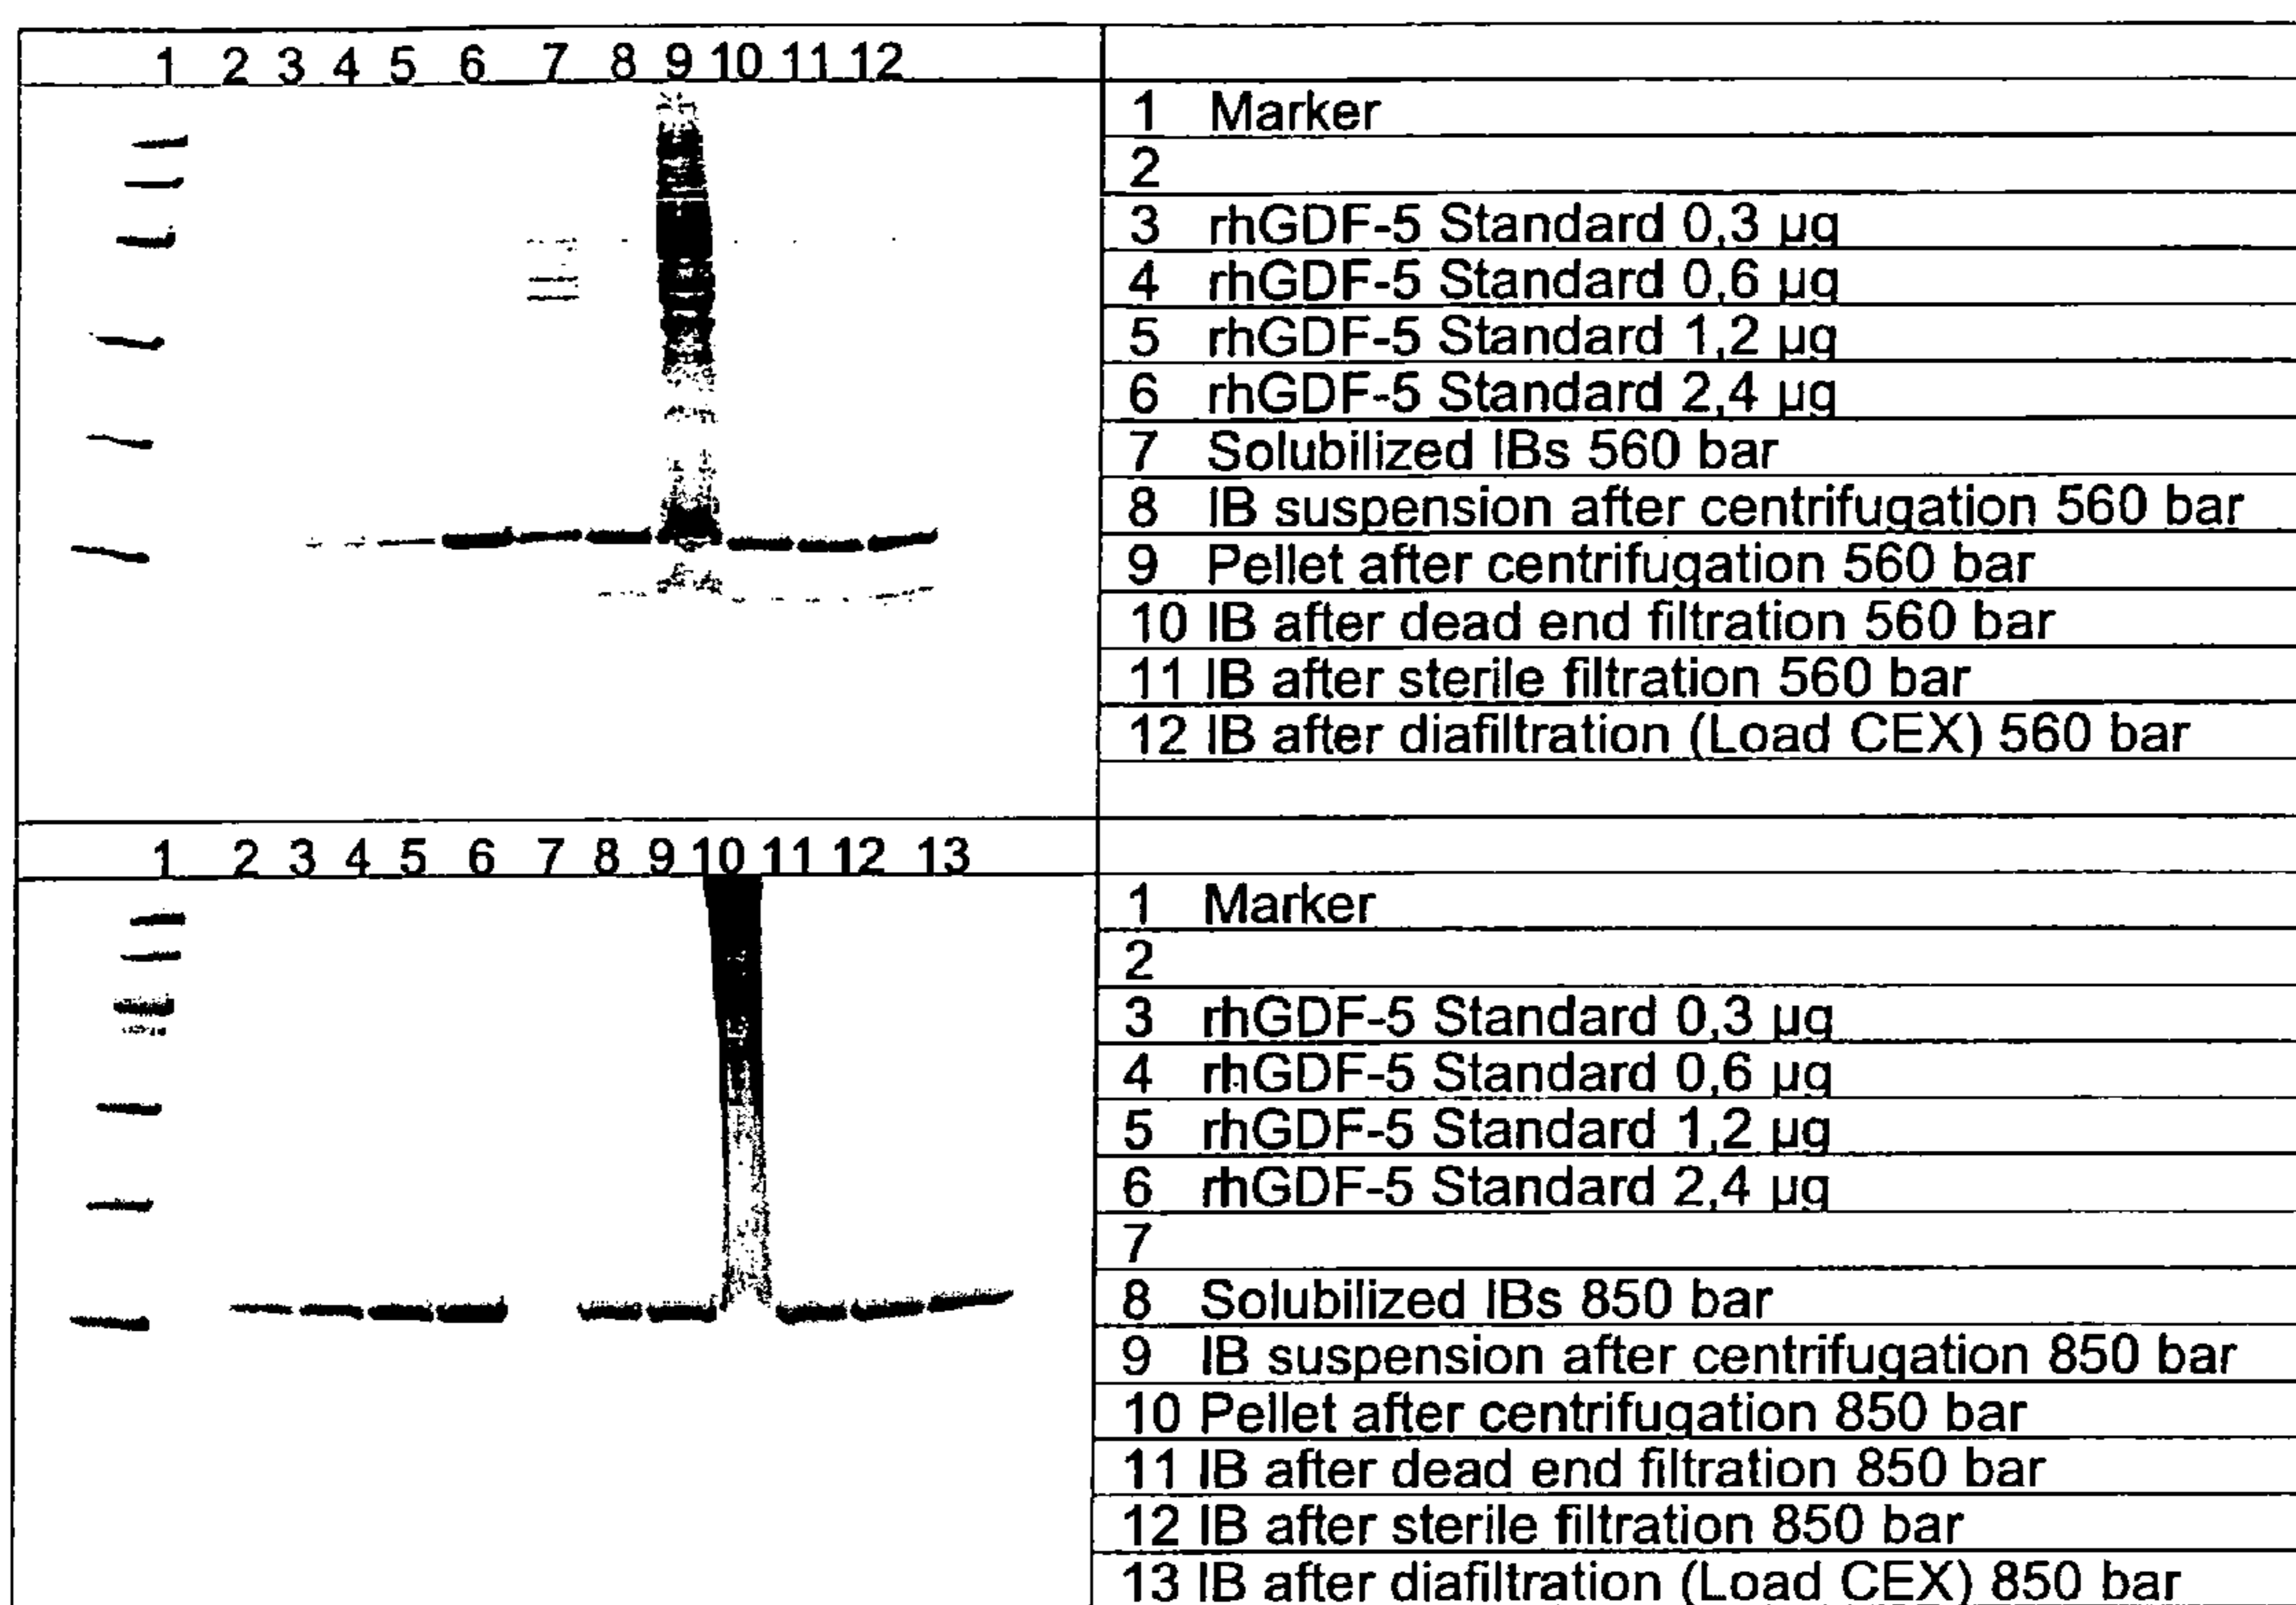 1 2 3 4 5 6 7 8 9 10 11 12
1 Marker
2
3 rhGDF-5 Standard 0,3 µg
4 rhGDF-5 Standard 0,6 µg
5 rhGDF-5 Standard 1,2 µg
6 rhGDF-5 Standard 2,4 µg
7 Solubilized IBs 560 bar
8 IB suspension after centrifugation 560 bar
9 Pellet after centrifugation 560 bar
10 IB after dead end filtration 560 bar
11 IB after sterile filtration 560 bar
12 IB after diafiltration (Load CEX) 560 bar
1 2 3 4 5 6 7 8 9 10 11 12 13
1 Marker
2
3 rhGDF-5 Standard 0,3 µg
4 rhGDF-5 Standard 0,6 µg
5 rhGDF-5 Standard 1,2 µg
6 rhGDF-5 Standard 2,4 µg
7
8 Solubilized IBs 850 bar
9 IB suspension after centrifugation 850 bar
10 Pellet after centrifugation 850 bar
11 IB after dead end filtration 850 bar
12 IB after sterile filtration 850 bar
13 IB after diafiltration (Load CEX) 850 bar